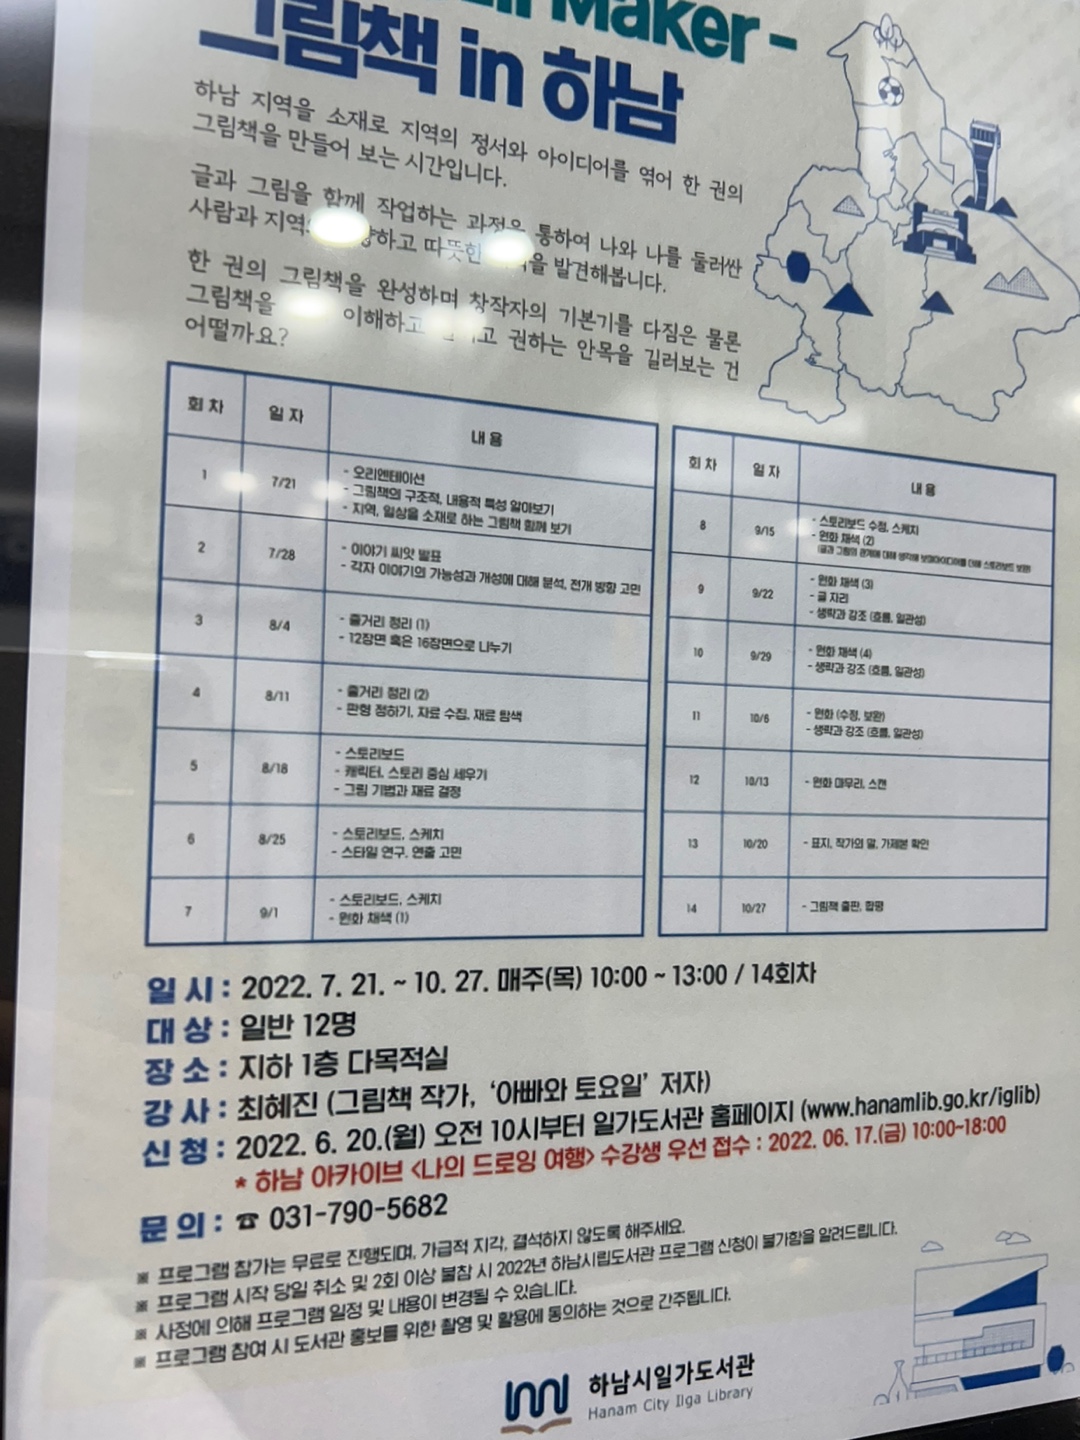 Maker -
그림책 in 하남
하남 지역을 소재로 지역의 정서와 아이디어를 엮어 한 권의
그림책을 만들어 보는 시간입니다.
글과 그림을 함께 작업하는 과정을 통하여 나와 나를 둘러싼
사람과 지역의 하고 따뜻한 을 발견해봅니다.
한 권의 그림책을 완성하며 창작자의 기본기를 다짐은 물론
그림책을 이해하고 권하는 안목을 길러보는 건
어떨까요?
회 차 일 자 내 용
1 7/21 - 오리엔테이션
- 그림책의 구조적, 내용적 특성 알아보기
- 지역, 일상을 소재로 하는 그림책 함께 보기
2 7/28 - 이야기 씨앗 발표
- 각자 이야기의 가능성과 개성에 대해 분석, 전개 방향 고민
3 8/4 - 줄거리 정리 (1)
- 12장면 혹은 16장면으로 나누기
4 8/11 - 줄거리 정리 (2)
- 판형 정하기, 자료 수집, 재료 탐색
5 8/18 - 스토리보드
- 캐릭터, 스토리 중심 세우기
- 그림 기법과 재료 결정
6 8/25 - 스토리보드, 스케치
- 스타일 연구, 연출 고민
7 9/1 - 스토리보드, 스케치
- 원화 채색 (1)
회 차 일 자 내 용
8 9/15 - 스토리보드 수정, 스케치
- 원화 채색 (2)
(글과 그림의 관계에 대해 생각해 보고 아이디어를 더해 스토리보드 보완)
9 9/22 - 원화 채색 (3)
- 글 자리
- 생략과 강조 (흐름, 일관성)
10 9/29 - 원화 채색 (4)
- 생략과 강조 (흐름, 일관성)
11 10/6 - 원화 (수정, 보완)
- 생략과 강조 (흐름, 일관성)
12 10/13 - 원화 마무리, 스캔
13 10/20 - 표지, 작가의 말, 가제본 확인
14 10/27 - 그림책 출판, 합평
일 시 : 2022. 7. 21. ~ 10. 27. 매주(목) 10:00 ~ 13:00 / 14회차
대 상 : 일반 12명
장 소 : 지하 1층 다목적실
강 사 : 최혜진 (그림책 작가, ‘아빠와 토요일’ 저자)
신 청 : 2022. 6. 20.(월) 오전 10시부터 일가도서관 홈페이지 (www.hanamlib.go.kr/iglib)
* 하남 아카이브 <나의 드로잉 여행> 수강생 우선 접수 : 2022. 06. 17.(금) 10:00~18:00
문 의 : ☎ 031-790-5682
※ 프로그램 참가는 무료로 진행되며, 가급적 지각, 결석하지 않도록 해주세요.
※ 프로그램 시작 당일 취소 및 2회 이상 불참 시 2022년 하남시립도서관 프로그램 신청이 불가함을 알려드립니다.
※ 사정에 의해 프로그램 일정 및 내용이 변경될 수 있습니다.
※ 프로그램 참여 시 도서관 홍보를 위한 촬영 및 활용에 동의하는 것으로 간주됩니다.
하남시일가도서관
Hanam City Ilga Library